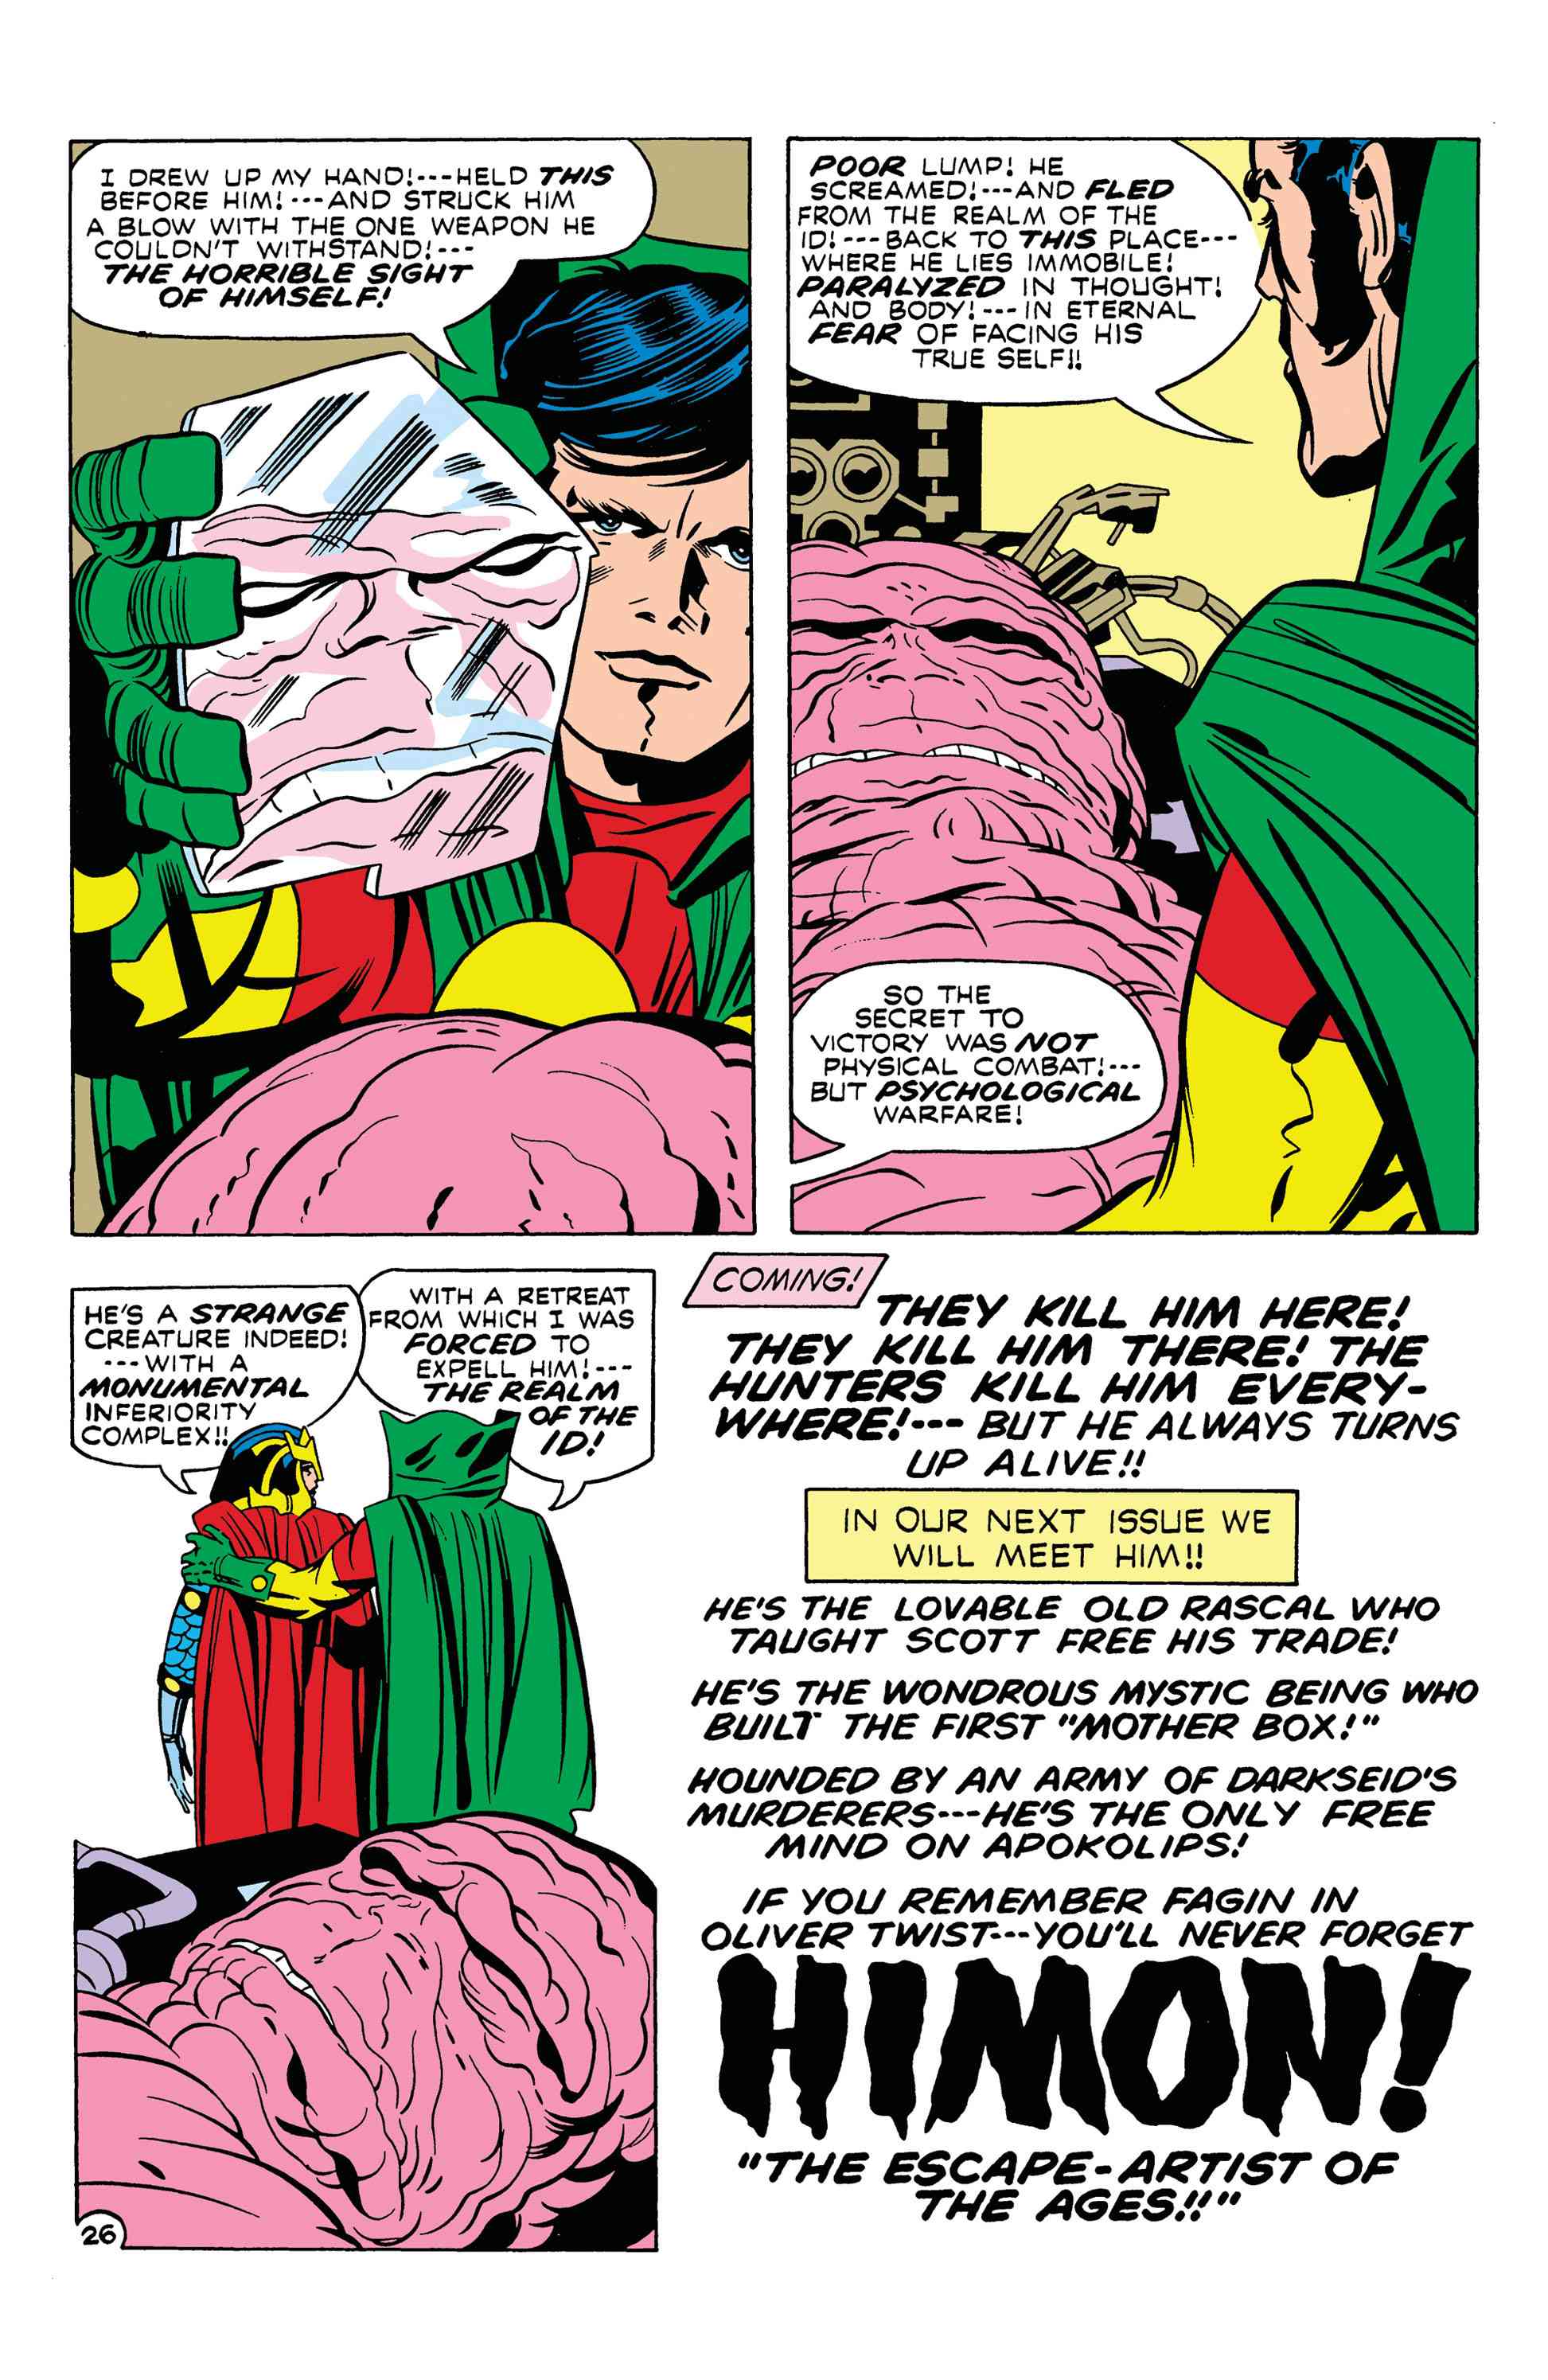 I DREW UP MY HAND!---HELD THIS
BEFORE HIM!---AND STRUCK HIM
A BLOW WITH THE ONE WEAPON HE
COULDN'T WITHSTAND!---
THE HORRIBLE SIGHT
OF HIMSELF!
POOR LUMP! HE
SCREAMED!---AND FLED
FROM THE REALM OF THE
ID!---BACK TO THIS PLACE---
WHERE HE LIES IMMOBILE!
PARALYZED IN THOUGHT!
AND BODY!---IN ETERNAL
FEAR OF FACING HIS
TRUE SELF!!
SO THE
SECRET TO
VICTORY WAS NOT
PHYSICAL COMBAT!---
BUT PSYCHOLOGICAL
WARFARE!
HE'S A STRANGE
CREATURE INDEED!
---WITH A
MONUMENTAL
INFERIORITY
COMPLEX!!
WITH A RETREAT
FROM WHICH I WAS
FORCED TO
EXPELL HIM!---
THE REALM
OF THE
ID!
26
COMING!
THEY KILL HIM HERE!
THEY KILL HIM THERE! THE
HUNTERS KILL HIM EVERY-
WHERE!--- BUT HE ALWAYS TURNS
UP ALIVE!!
IN OUR NEXT ISSUE WE
WILL MEET HIM!!
HE'S THE LOVABLE OLD RASCAL WHO
TAUGHT SCOTT FREE HIS TRADE!
HE'S THE WONDROUS MYSTIC BEING WHO
BUILT THE FIRST "MOTHER BOX!"
HOUNDED BY AN ARMY OF DARKSEID'S
MURDERERS---HE'S THE ONLY FREE
MIND ON APOKOLIPS!
IF YOU REMEMBER FAGIN IN
OLIVER TWIST---YOU'LL NEVER FORGET
HIMON!
"THE ESCAPE-ARTIST OF
THE AGES!!"